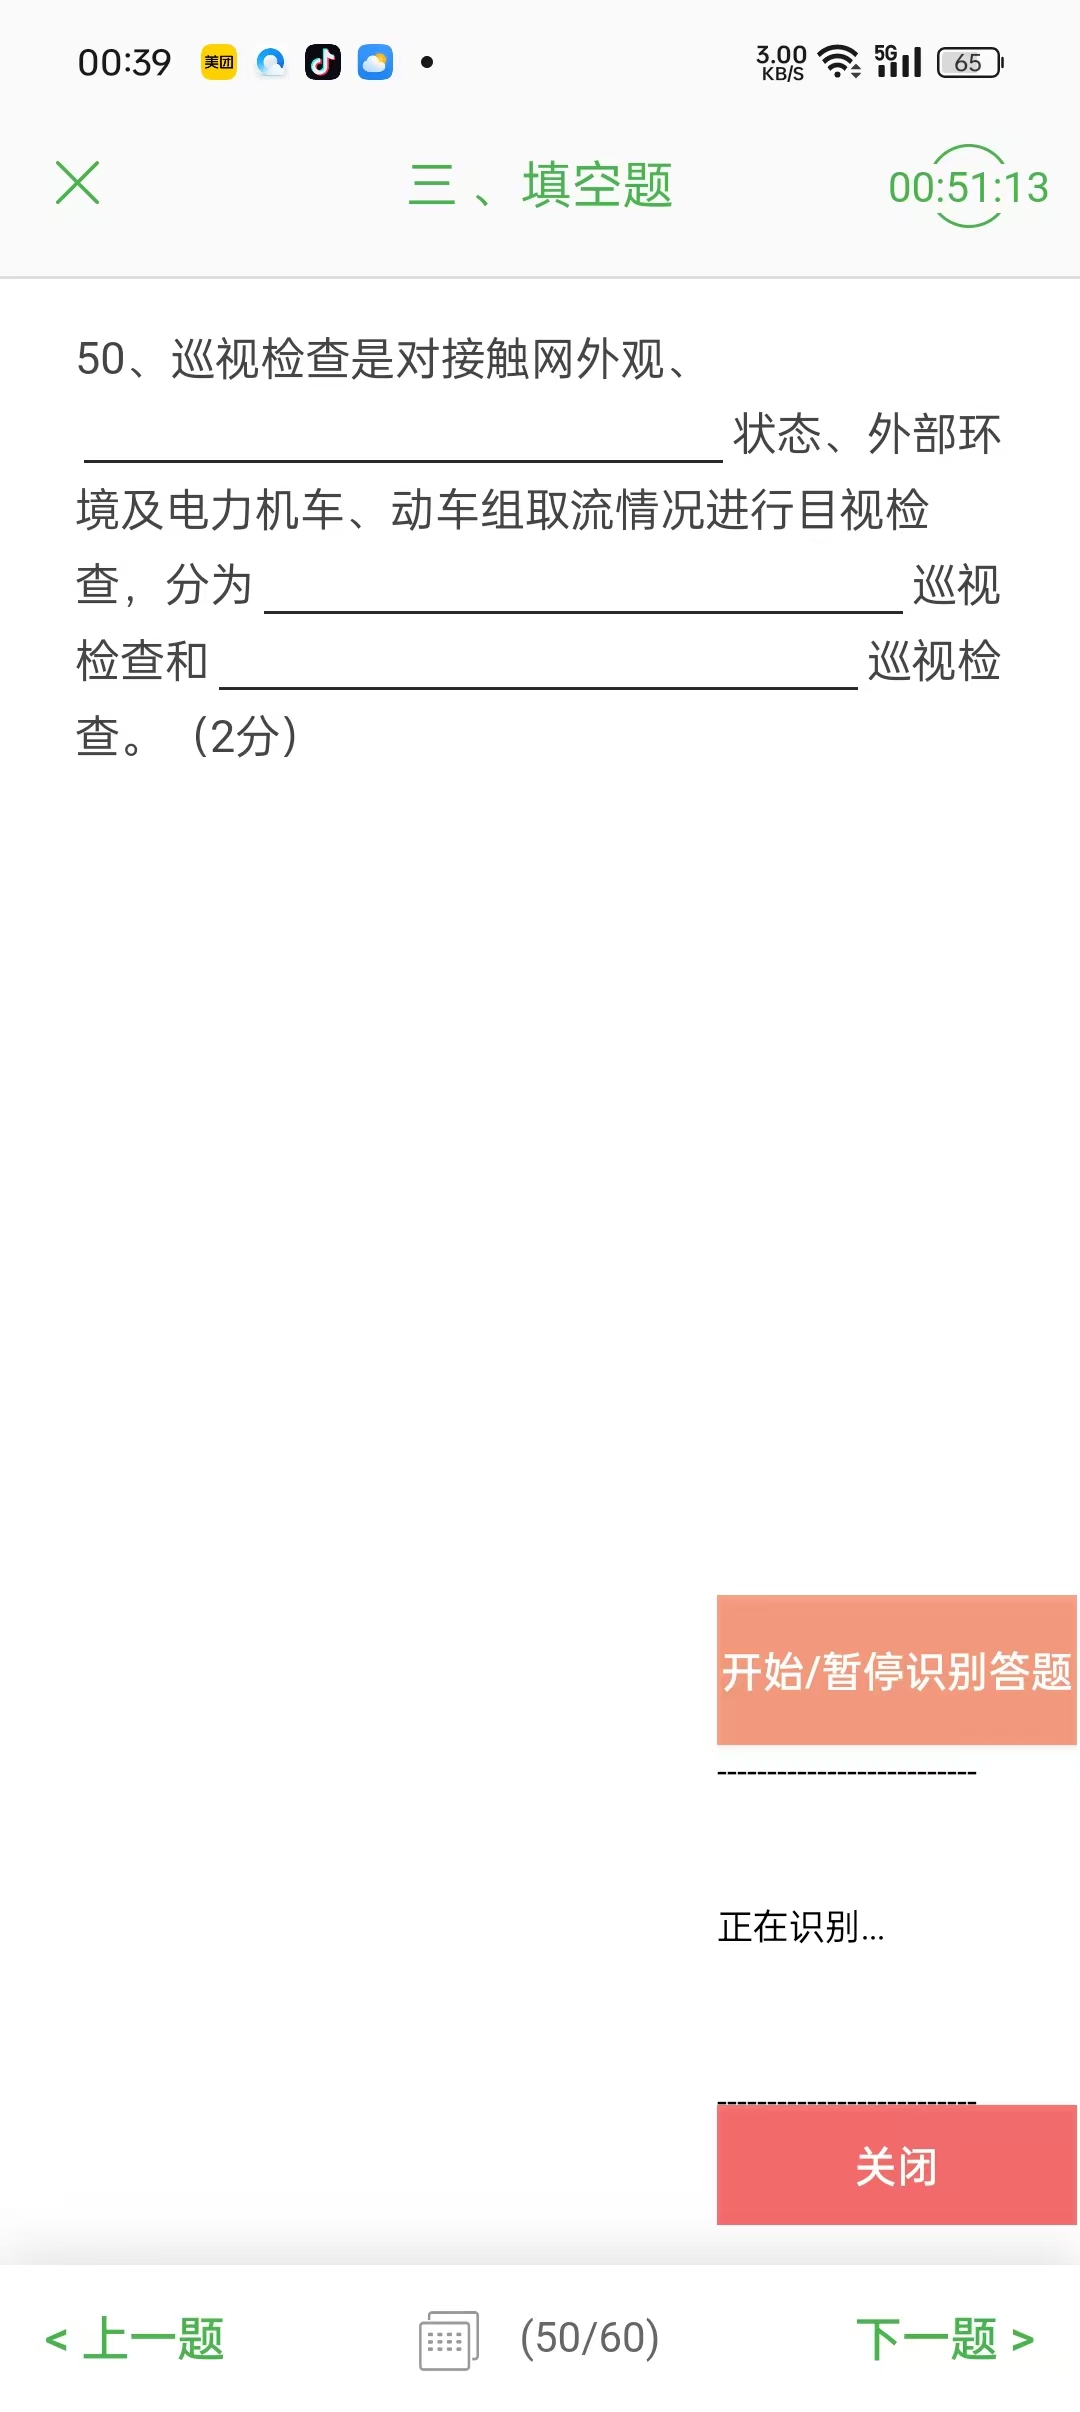 00:39
美团
3.00
KB/S
5G
65
三、填空题
00:51:13
50、巡视检查是对接触网外观、
状态、外部环
境及电力机车、动车组取流情况进行目视检
查，分为 巡视
检查和 巡视检
查。（2分）
开始/暂停识别答题
--------------------------
正在识别...
--------------------------
关闭
< 上一题
(50/60)
下一题 >